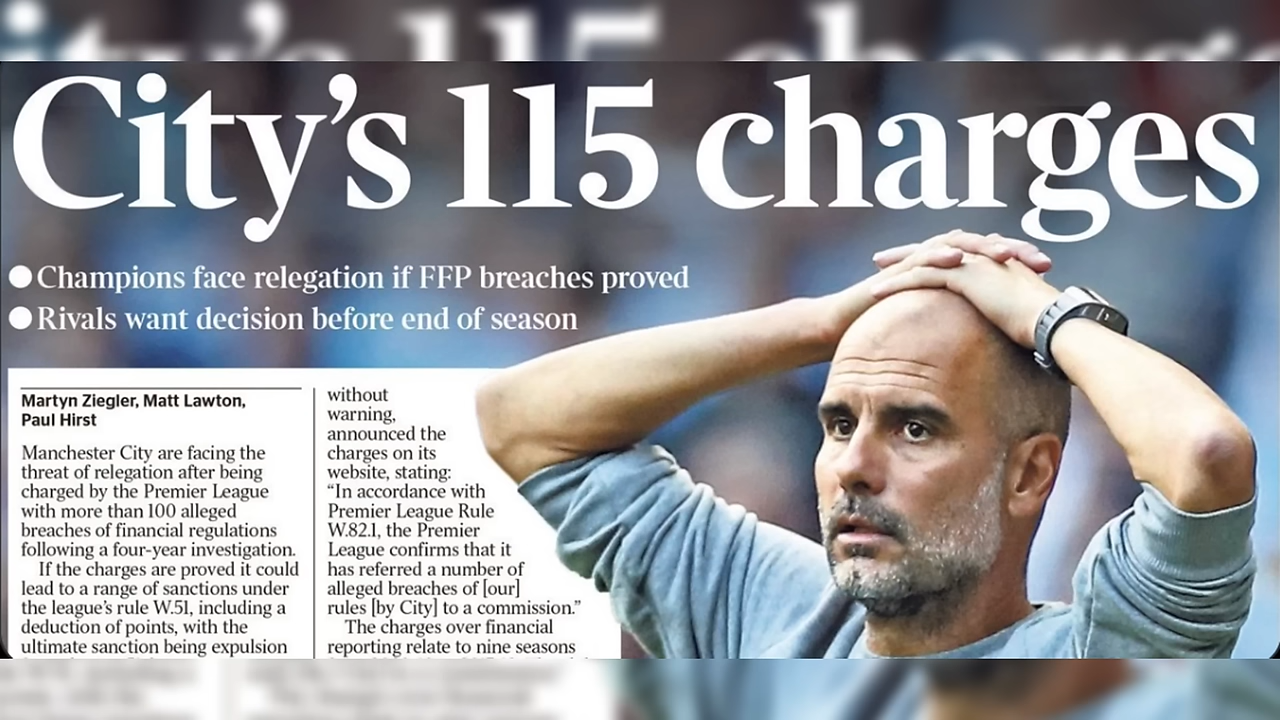 City's 115 charges
● Champions face relegation if FFP breaches proved
● Rivals want decision before end of season
Martyn Ziegler, Matt Lawton,
Paul Hirst
Manchester City are facing the
threat of relegation after being
charged by the Premier League
with more than 100 alleged
breaches of financial regulations
following a four-year investigation.
If the charges are proved it could
lead to a range of sanctions under
the league's rule W.51, including a
deduction of points, with the
ultimate sanction being expulsion
without
warning,
announced the
charges on its
website, stating:
“In accordance with
Premier League Rule
W.82.1, the Premier
League confirms that it
has referred a number of
alleged breaches of [our]
rules [by City] to a commission.”
The charges over financial
reporting relate to nine seasons